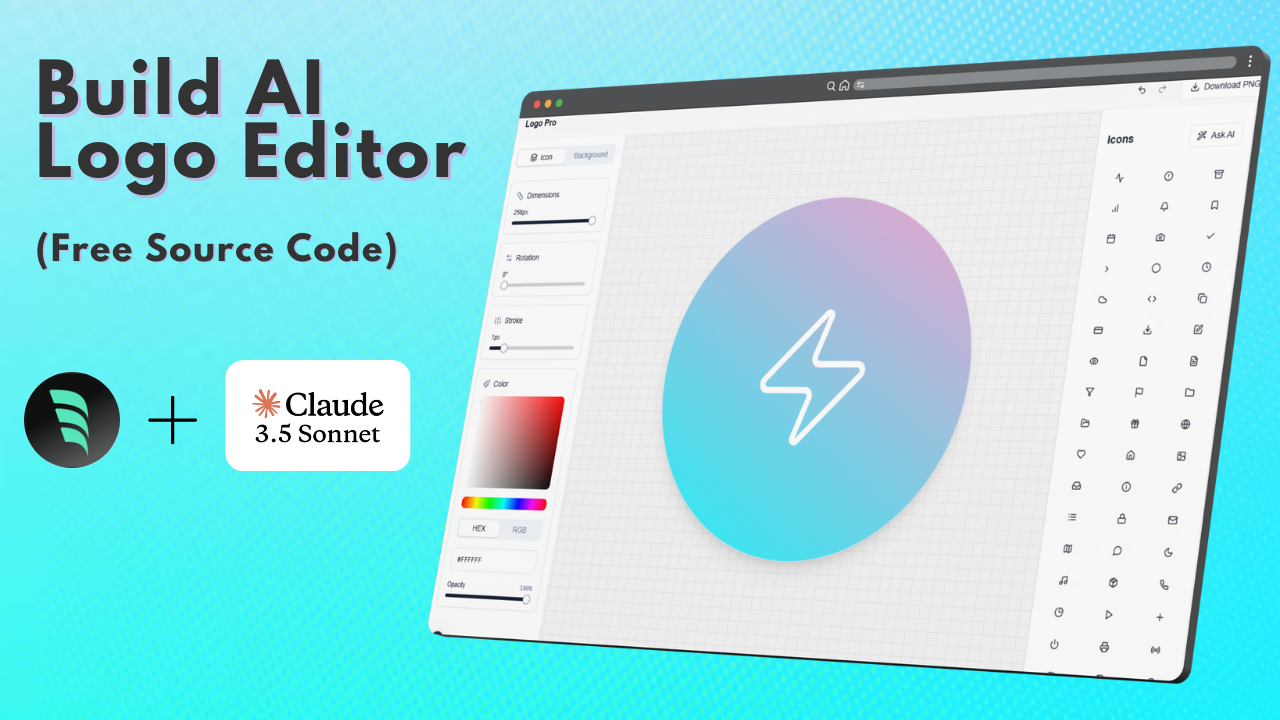 Build AI
Logo Editor
(Free Source Code)
Claude
3.5 Sonnet
Download PNG
Logo Pro
Icon
Background
Dimensions
256px
Rotation
0°
Stroke
1px
Color
HEX
RGB
#FFFFFF
Opacity
100%
Icons
Ask AI